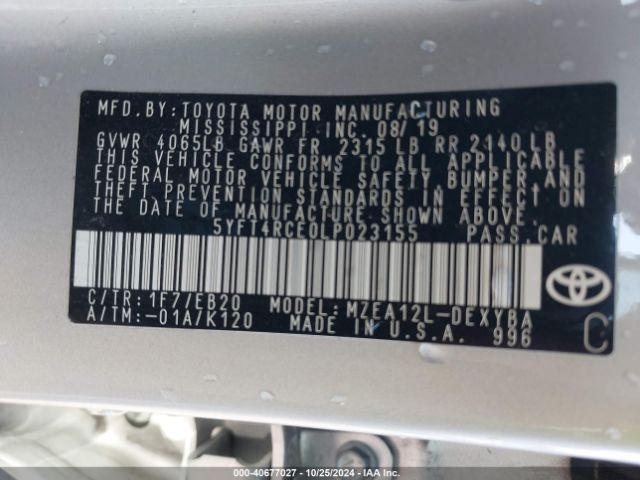 MFD.BY:TOYOTA MOTOR MANUFACTURING
MISSISSIPPI INC. 08/19
GVWR 4065LB GAWR FR 2315 LB RR 2140 LB
THIS VEHICLE CONFORMS TO ALL APPLICABLE
FEDERAL MOTOR VEHICLE SAFETY, BUMPER, AND
THEFT PREVENTION STANDARDS IN EFFECT ON
THE DATE OF MANUFACTURE SHOWN ABOVE
5YFT4RCE0LP023155 PASS.CAR
C/TR:1F7/EB20 MODEL:MZEA12L-DEXYBA
A/TM:-01A/K120 MADE IN U.S.A. 996
C
000-40677027 - 10/25/2024 - IAA Inc.